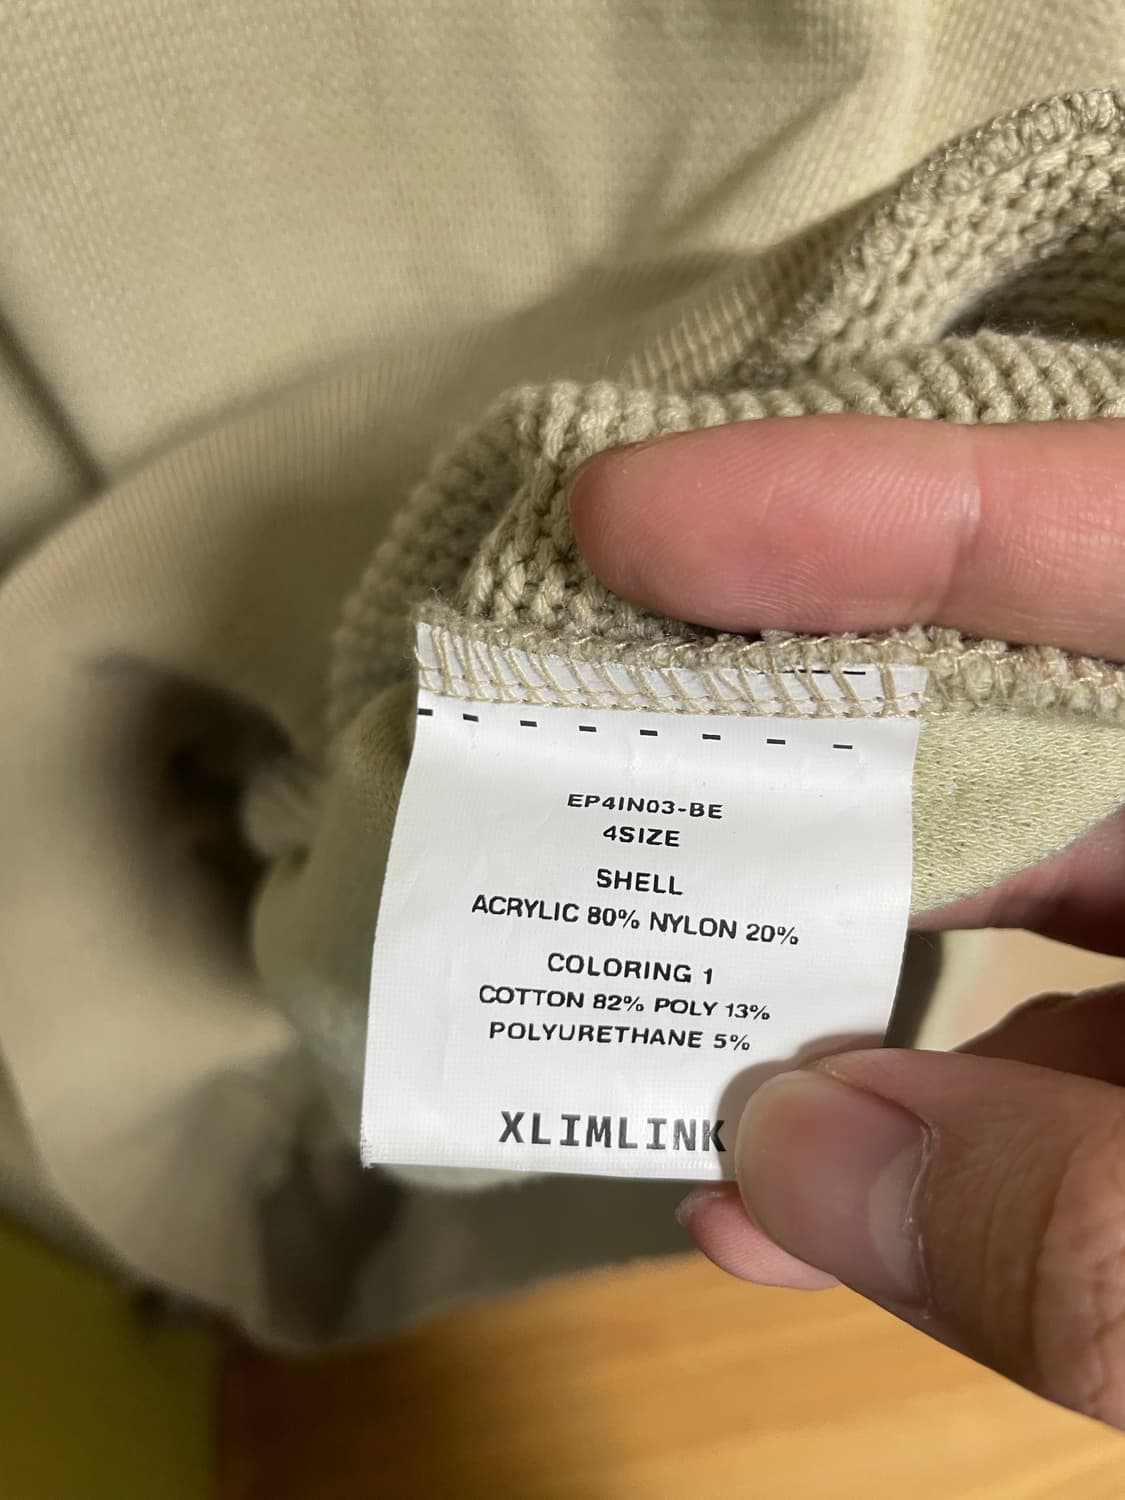 EP4IN03-BE
4SIZE
SHELL
ACRYLIC 80% NYLON 20%
COLORING 1
COTTON 82% POLY 13%
POLYURETHANE 5%
XLIMLINK